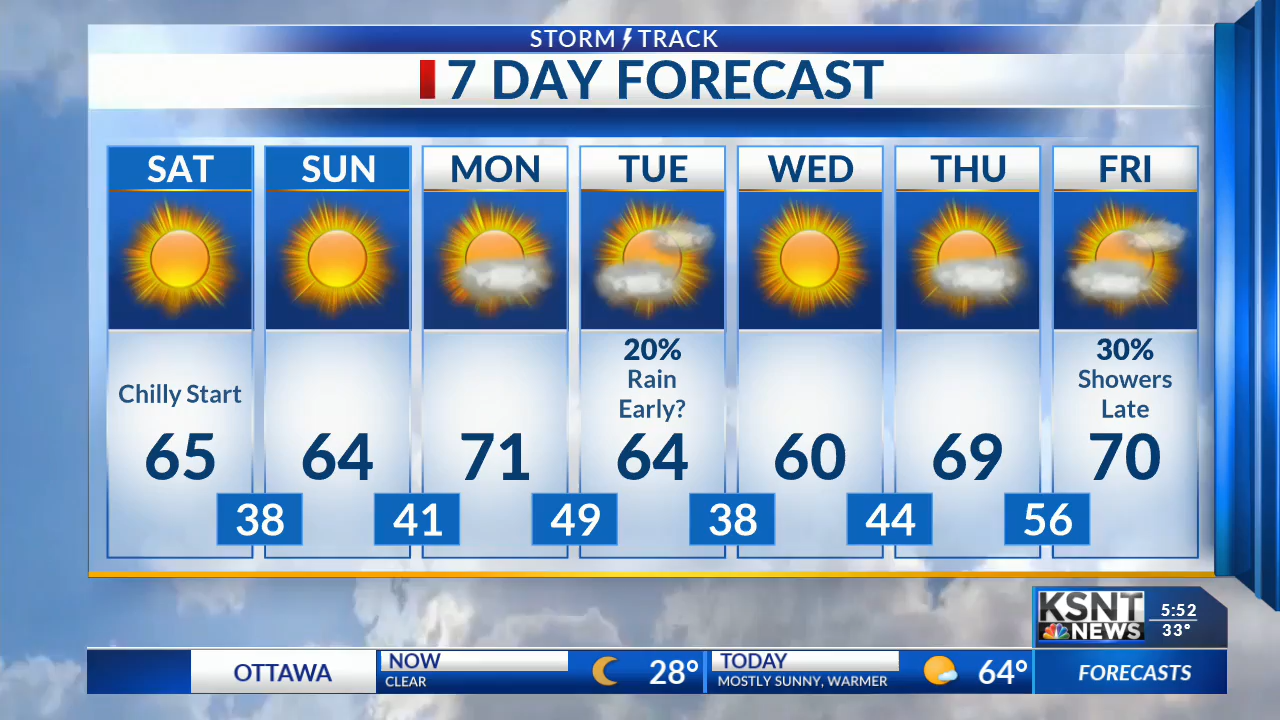 STORM TRACK
7 DAY FORECAST
SAT SUN MON TUE WED THU FRI
20% 30%
Chilly Start Rain Showers
Early? Late
65 64 71 64 60 69 70
38 41 49 38 44 56
KSNT
NEWS
5:52
33°
OTTAWA
NOW
CLEAR
28°
TODAY
MOSTLY SUNNY, WARMER
64°
FORECASTS